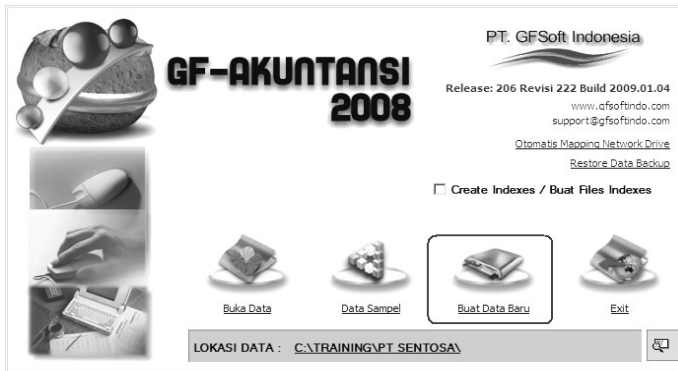 PT. GFSoft Indonesia
GF-AKUNTANSI
2008
Release: 206 Revisi 222 Build 2009.01.04
www.gfsoftindo.com
support@gfsoftindo.com
Otomatis Mapping Network Drive
Restore Data Backup
Create Indexes / Buat Files Indexes
Buka Data
Data Sampel
Buat Data Baru
Exit
LOKASI DATA : C:\TRAINING\PT SENTOSA\